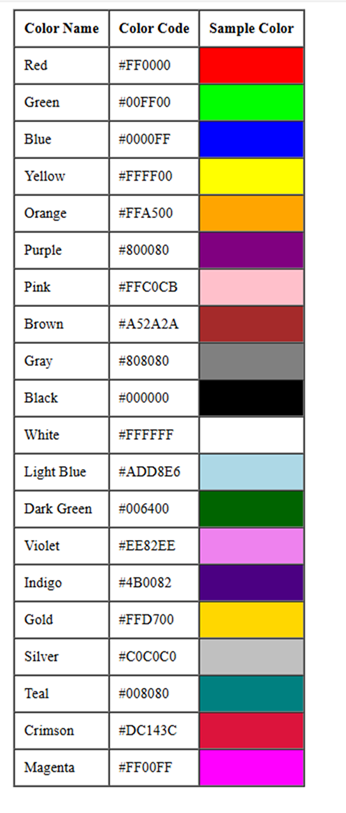 Color Name Color Code Sample Color
Red #FF0000
Green #00FF00
Blue #0000FF
Yellow #FFFF00
Orange #FFA500
Purple #800080
Pink #FFC0CB
Brown #A52A2A
Gray #808080
Black #000000
White #FFFFFF
Light Blue #ADD8E6
Dark Green #006400
Violet #EE82EE
Indigo #4B0082
Gold #FFD700
Silver #C0C0C0
Teal #008080
Crimson #DC143C
Magenta #FF00FF